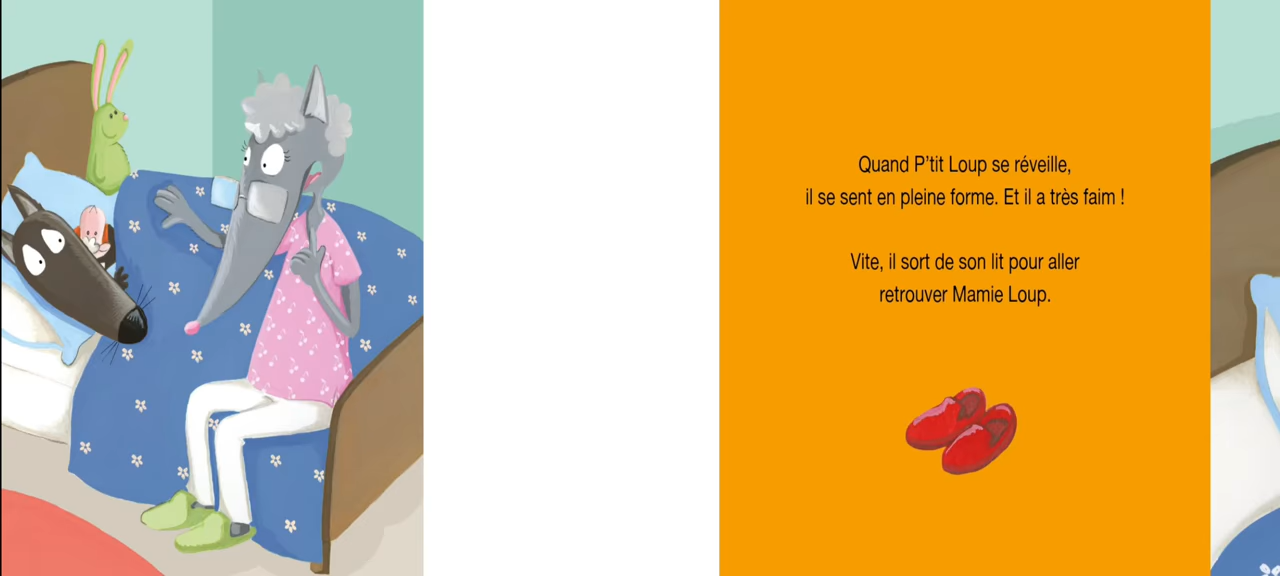 Quand P'tit Loup se réveille,
il se sent en pleine forme. Et il a très faim !
Vite, il sort de son lit pour aller
retrouver Mamie Loup.